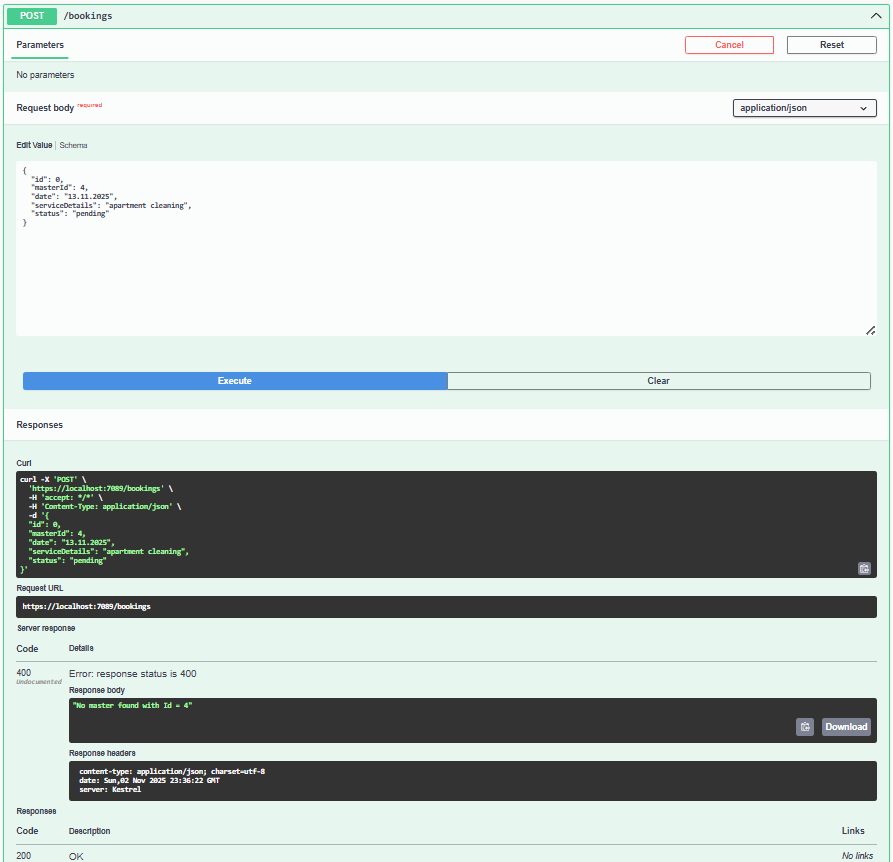 POST /bookings
Parameters
Cancel
Reset
No parameters
Request body required
application/json
Edit Value | Schema
{
  "id": 0,
  "masterId": 4,
  "date": "13.11.2025",
  "serviceDetails": "apartment cleaning",
  "status": "pending"
}
Execute
Clear
Responses
Curl
curl -X 'POST' \
  'https://localhost:7089/bookings' \
  -H 'accept: */*' \
  -H 'Content-Type: application/json' \
  -d '{
  "id": 0,
  "masterId": 4,
  "date": "13.11.2025",
  "serviceDetails": "apartment cleaning",
  "status": "pending"
}'
Request URL
https://localhost:7089/bookings
Server response
Code Details
400 Error: response status is 400
Undocumented
Response body
"No master found with Id = 4"
Download
Response headers
content-type: application/json; charset=utf-8
date: Sun,02 Nov 2025 23:36:22 GMT
server: Kestrel
Responses
Code Description Links
200 OK No links